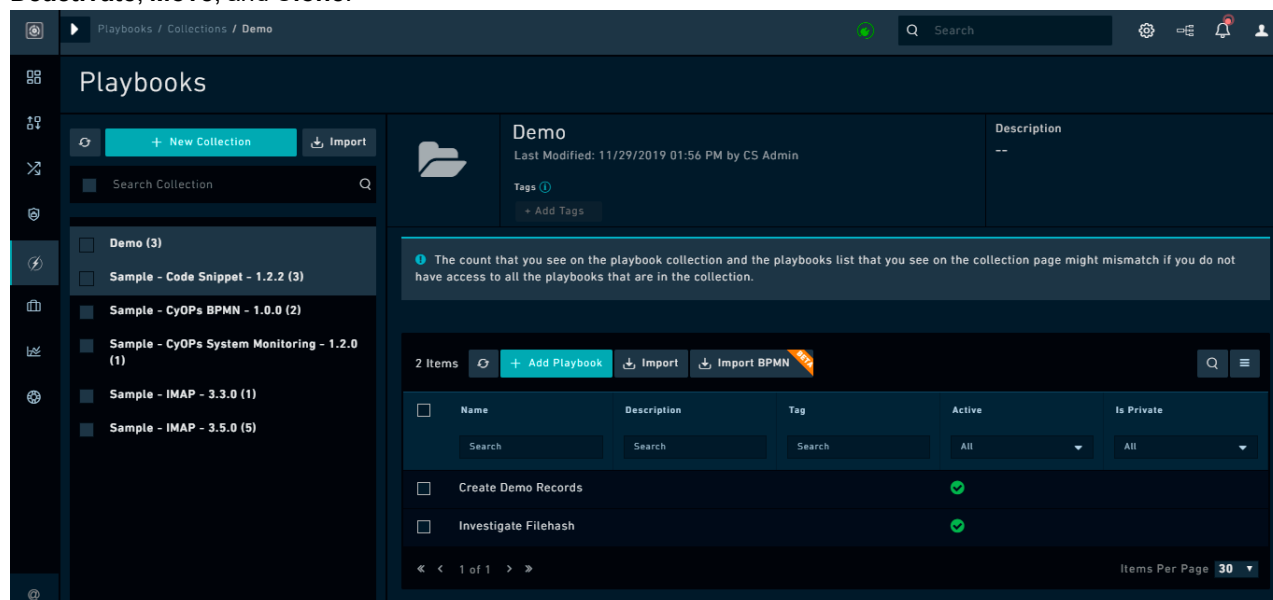 Deactivate, Move, and Clone.
Playbooks / Collections / Demo
Search
Playbooks
+ New Collection
Import
Search Collection
Demo (3)
Sample - Code Snippet - 1.2.2 (3)
Sample - CyOPs BPMN - 1.0.0 (2)
Sample - CyOPs System Monitoring - 1.2.0
(1)
Sample - IMAP - 3.3.0 (1)
Sample - IMAP - 3.5.0 (5)
Demo
Last Modified: 11/29/2019 01:56 PM by CS Admin
Tags
+ Add Tags
Description
--
The count that you see on the playbook collection and the playbooks list that you see on the collection page might mismatch if you do not
have access to all the playbooks that are in the collection.
2 Items + Add Playbook Import Import BPMN BETA
Name Description Tag Active Is Private
Search Search Search All All
Create Demo Records
Investigate Filehash
« < 1 of 1 > » Items Per Page 30
@